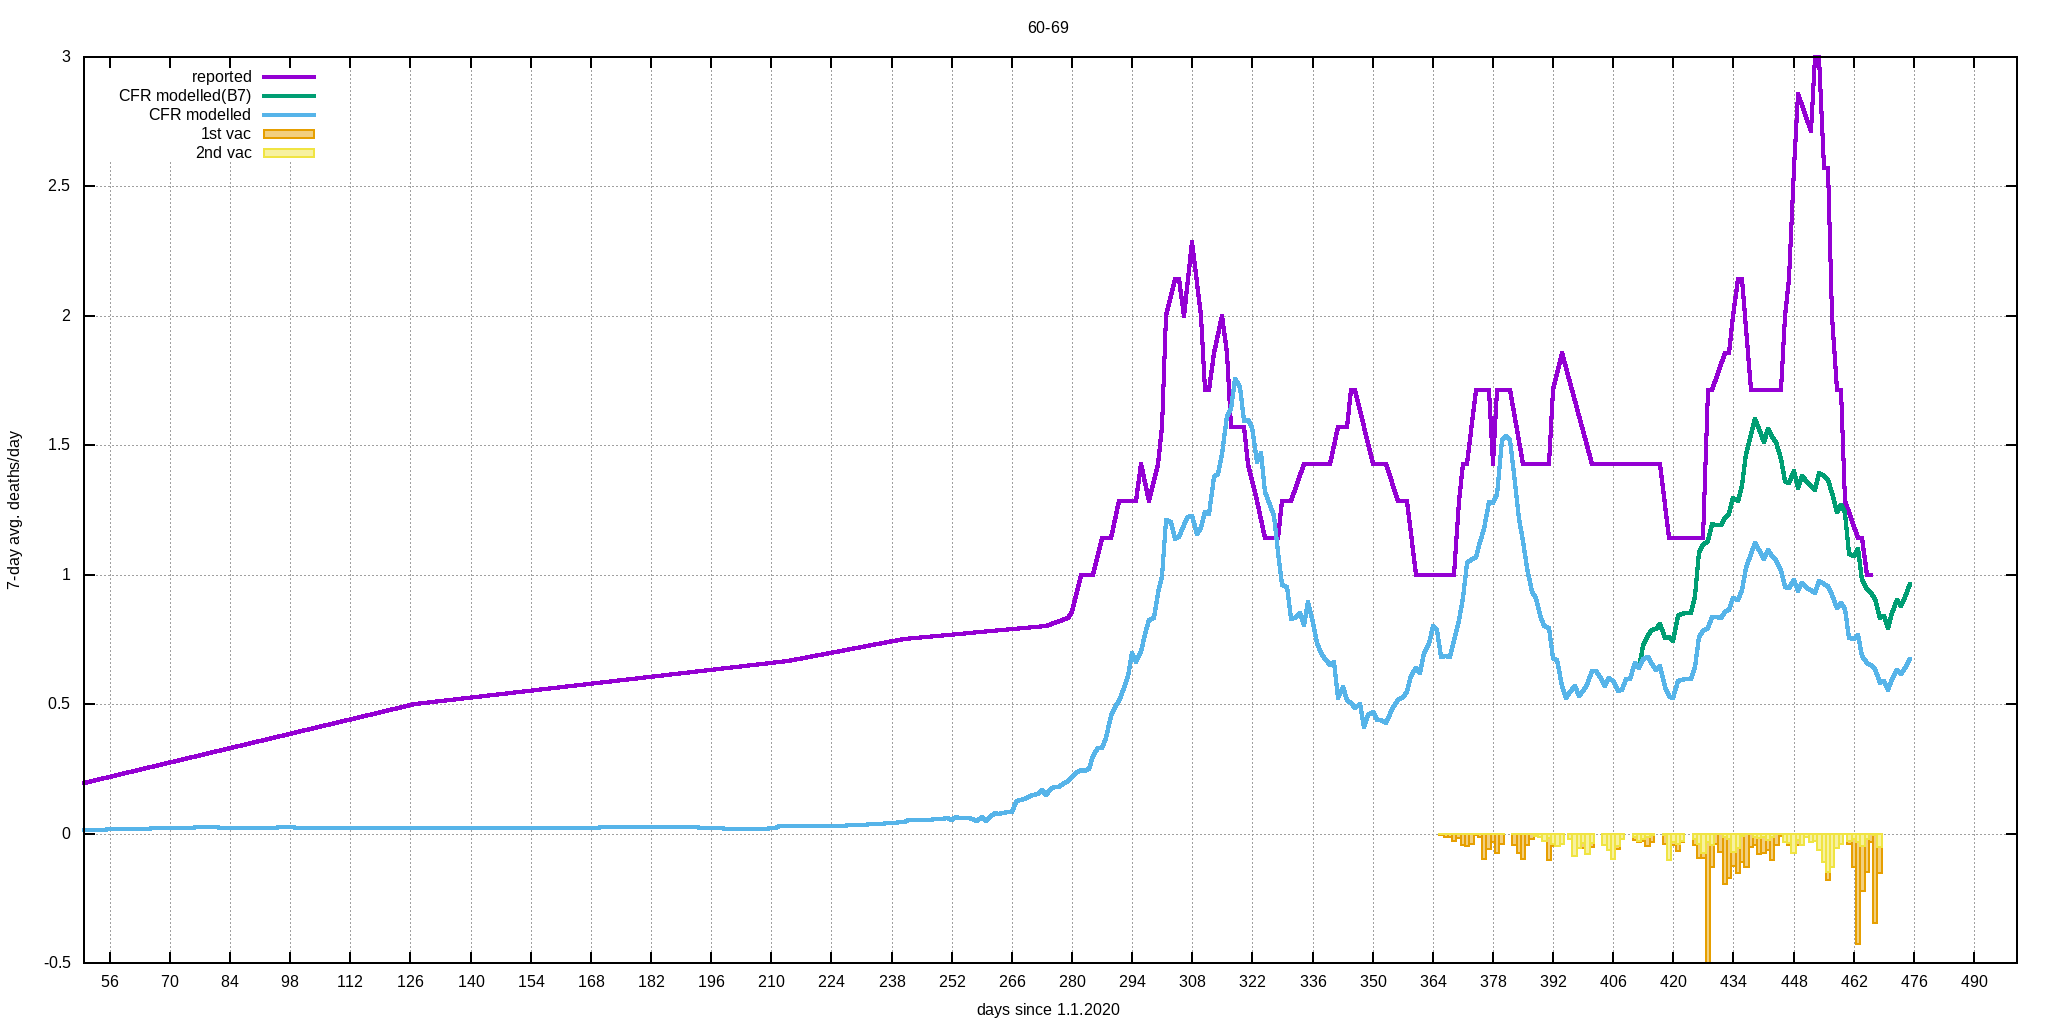 60-69
reported
CFR modelled(B7)
CFR modelled
1st vac
2nd vac
3
2.5
2
1.5
1
0.5
0
-0.5
7-day avg. deaths/day
56 70 84 98 112 126 140 154 168 182 196 210 224 238 252 266 280 294 308 322 336 350 364 378 392 406 420 434 448 462 476 490
days since 1.1.2020